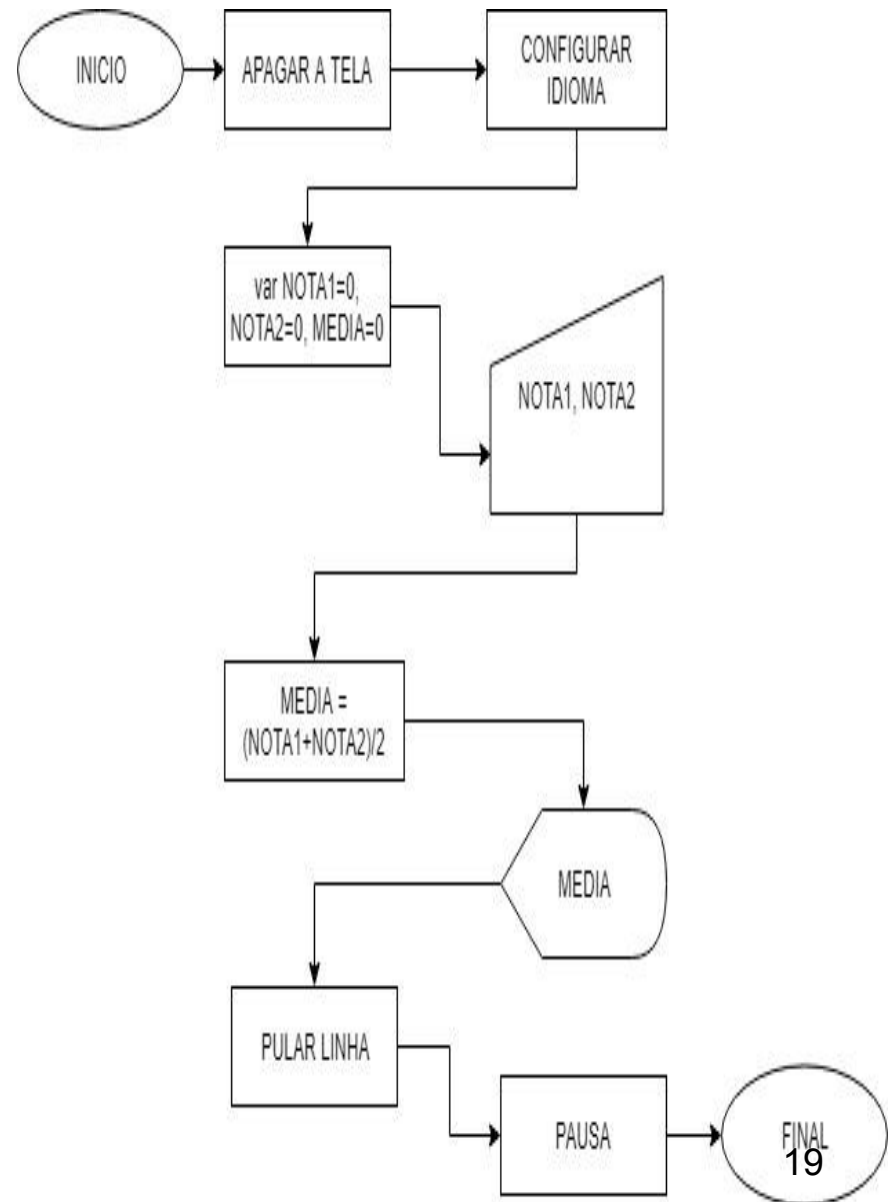 INICIO
APAGAR A TELA
CONFIGURAR
IDIOMA
var NOTA1=0,
NOTA2=0, MEDIA=0
NOTA1, NOTA2
MEDIA =
(NOTA1+NOTA2)/2
MEDIA
PULAR LINHA
PAUSA
FINAL
19